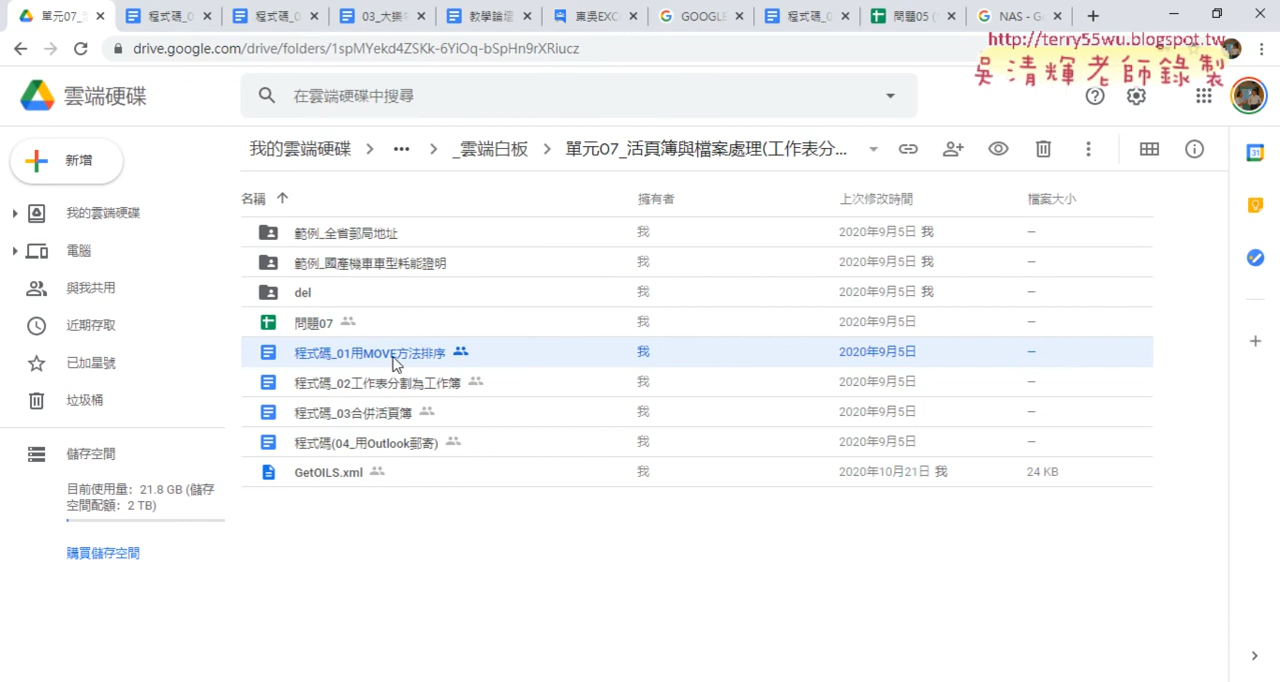 單元07_
程式碼_0
程式碼_0
03_大樂
教學論壇
東吳EXC
GOOGLE
程式碼_0
問題05 (
NAS - G
drive.google.com/drive/folders/1spMYekd4ZSKk-6YiOq-bSpHn9rXRiucz
http://terry55wu.blogspot.tw
吳清輝老師錄製
雲端硬碟
在雲端硬碟中搜尋
新增
我的雲端硬碟
_雲端白板
單元07_活頁簿與檔案處理(工作表分...
名稱
擁有者
上次修改時間
檔案大小
我的雲端硬碟
電腦
與我共用
近期存取
已加星號
垃圾桶
儲存空間
目前使用量: 21.8 GB (儲存
空間配額: 2 TB)
購買儲存空間
範例_全省郵局地址 我 2020年9月5日 我 –
範例_國產機車車型耗能證明 我 2020年9月5日 我 –
del 我 2020年9月5日 我 –
問題07 我 2020年9月5日 –
程式碼_01用MOVE方法排序 我 2020年9月5日 –
程式碼_02工作表分割為工作簿 我 2020年9月5日 –
程式碼_03合併活頁簿 我 2020年9月5日 –
程式碼(04_用Outlook郵寄) 我 2020年9月5日 –
GetOILS.xml 我 2020年10月21日 我 24 KB
31